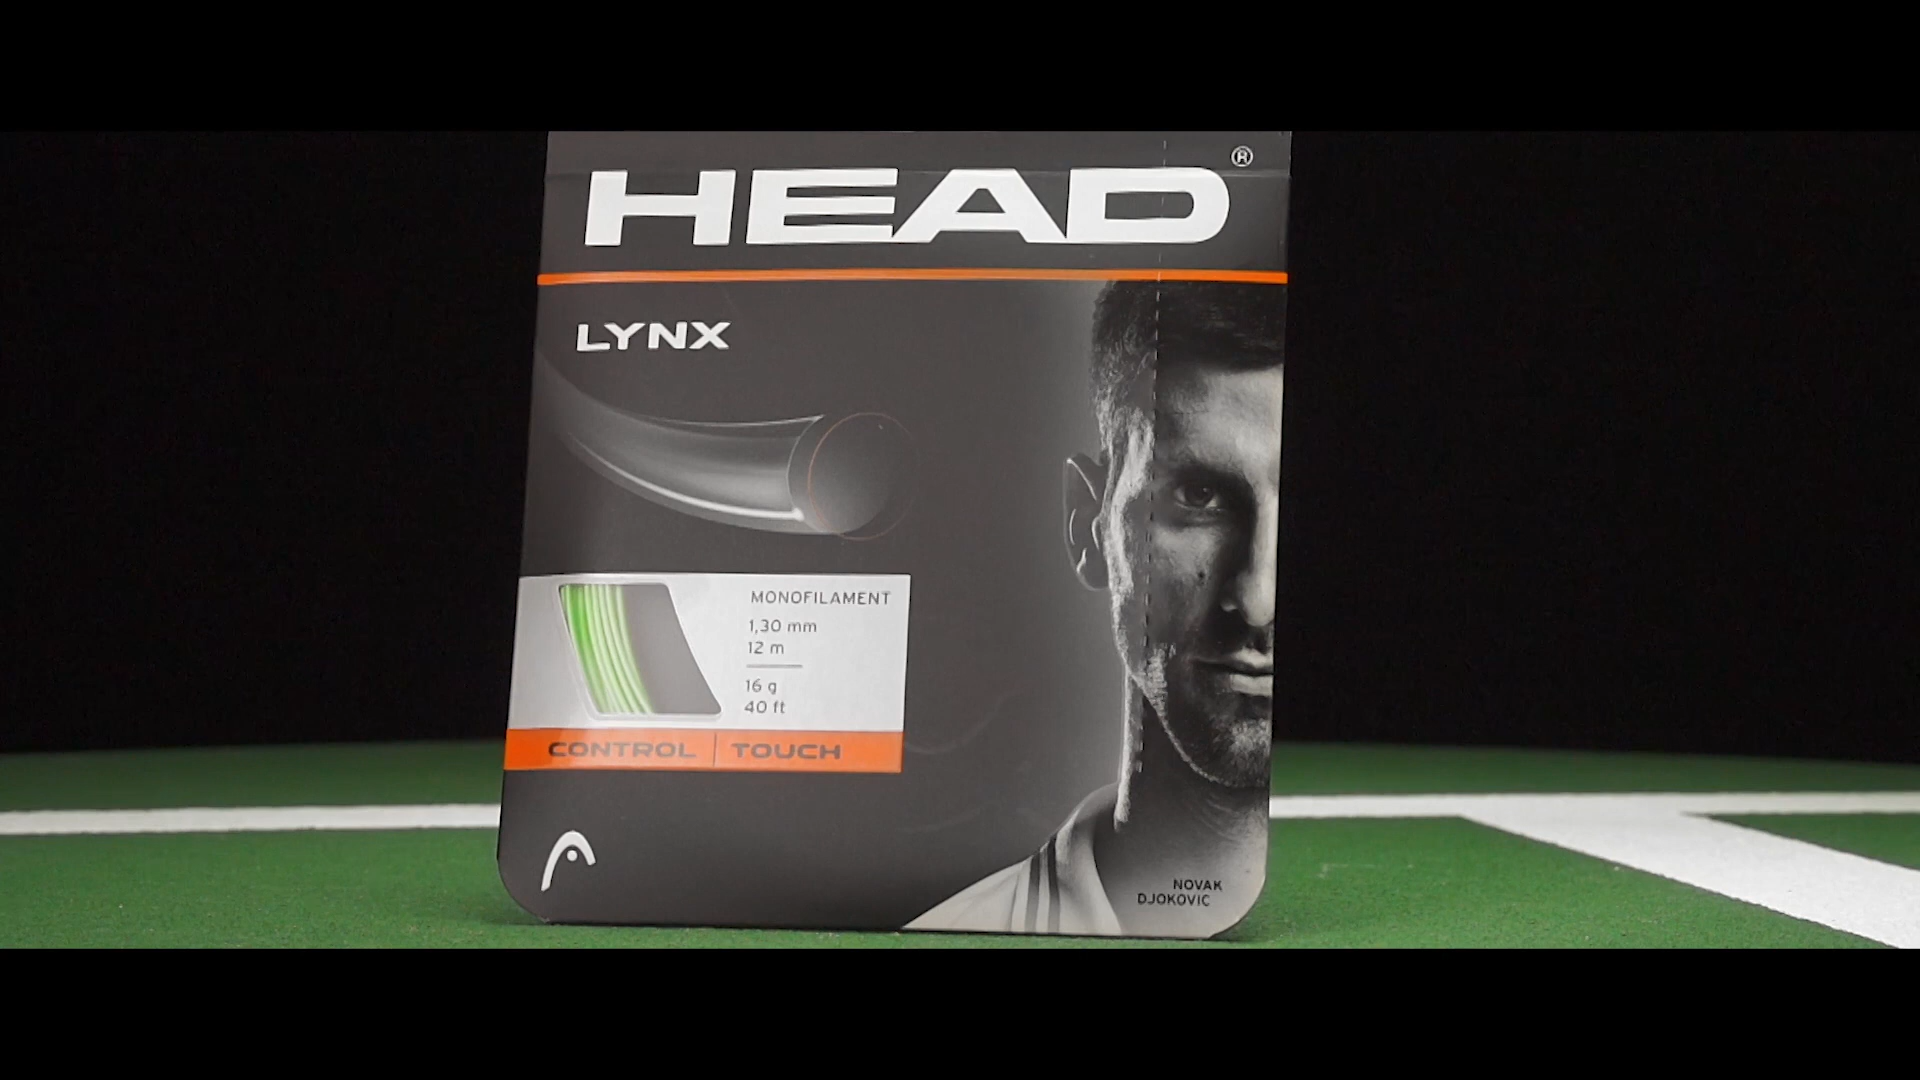 HEAD®
LYNX
MONOFILAMENT
1,30 mm
12 m
16 g
40 ft
CONTROL | TOUCH
NOVAK
DJOKOVIC